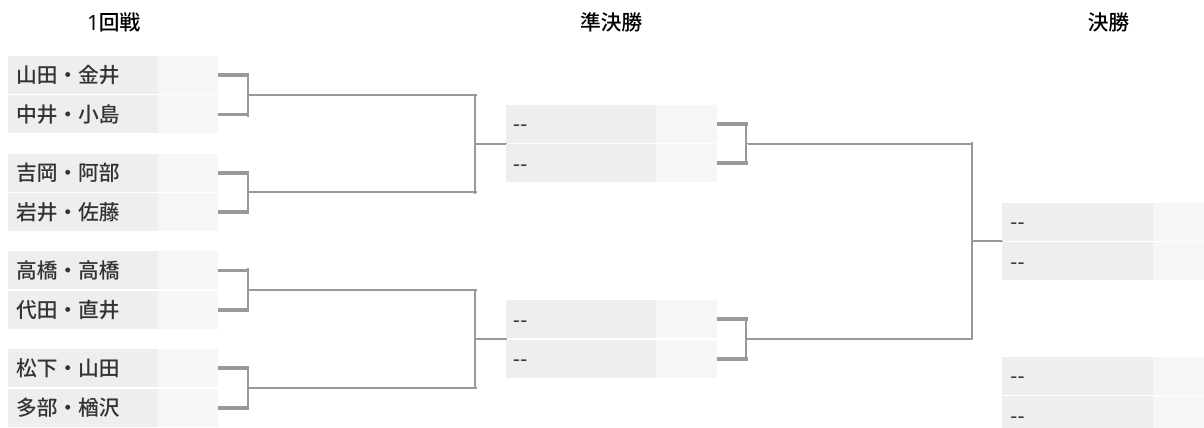 1回戦
準決勝
決勝
山田・金井
中井・小島
吉岡・阿部
岩井・佐藤
高橋・高橋
代田・直井
松下・山田
多部・楢沢
--
--
--
--
--
--
--
--